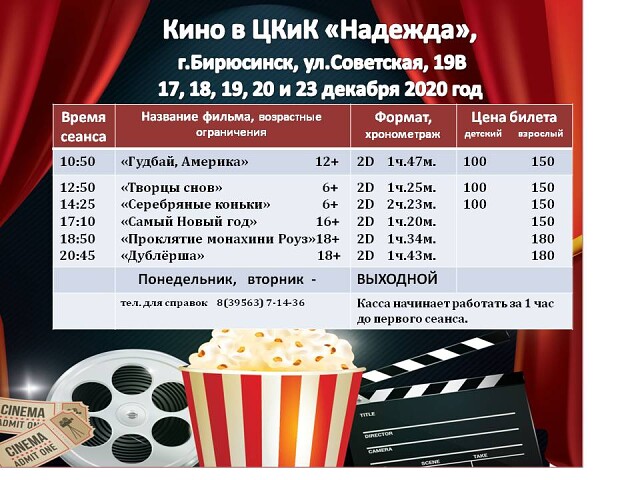 Кино в ЦКиК «Надежда»,
г.Бирюсинск, ул.Советская, 19В
17, 18, 19, 20 и 23 декабря 2020 год
Время сеанса Название фильма, возрастные ограничения Формат, хронометраж Цена билета детский взрослый
10:50 «Гудбай, Америка» 12+ 2D 1ч.47м. 100 150
12:50 «Творцы снов» 6+ 2D 1ч.25м. 100 150
14:25 «Серебряные коньки» 6+ 2D 2ч.23м. 100 150
17:10 «Самый Новый год» 16+ 2D 1ч.20м. 150
18:50 «Проклятие монахини Роуз»18+ 2D 1ч.34м. 180
20:45 «Дублёрша» 18+ 2D 1ч.43м. 180
Понедельник, вторник - ВЫХОДНОЙ
тел. для справок 8(39563) 7-14-36 Касса начинает работать за 1 час
до первого сеанса.
CINEMA
ADMIT ONE
CINEMA
ADMIT ONE
TITLE
DIRECTOR
CAMERA
SCENE TAKE